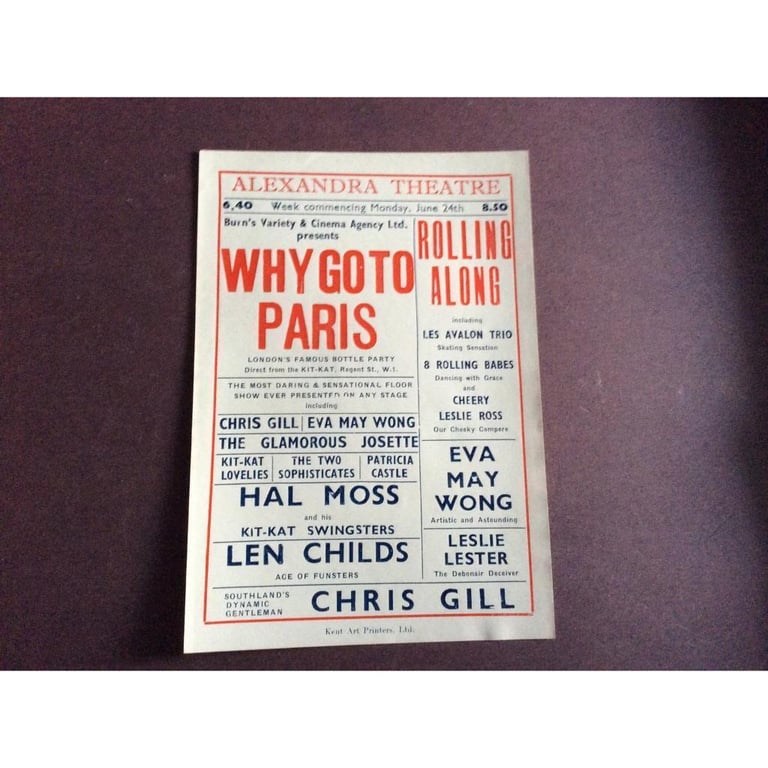 ALEXANDRA THEATRE
6,40 Week commencing Monday, June 24th 8.50
Burn's Variety & Cinema Agency Ltd.
presents
WHY GO TO
PARIS
LONDON'S FAMOUS BOTTLE PARTY
Direct from the KIT-KAT, Regent St., W.1.
THE MOST DARING & SENSATIONAL FLOOR
SHOW EVER PRESENTED ON ANY STAGE
including
CHRIS GILL EVA MAY WONG
THE GLAMOROUS JOSETTE
KIT-KAT
LOVELIES
THE TWO
SOPHISTICATES
PATRICIA
CASTLE
HAL MOSS
and his
KIT-KAT SWINGSTERS
LEN CHILDS
ACE OF FUNSTERS
ROLLING
ALONG
including
LES AVALON TRIO
Skating Sensation
8 ROLLING BABES
Dancing with Grace
and
CHEERY
LESLIE ROSS
Our Cheeky Compere
EVA
MAY
WONG
Artistic and Astounding
LESLIE
LESTER
The Debonair Deceiver
SOUTHLAND'S
DYNAMIC
GENTLEMAN
CHRIS GILL
Kent Art Printers, Ltd.